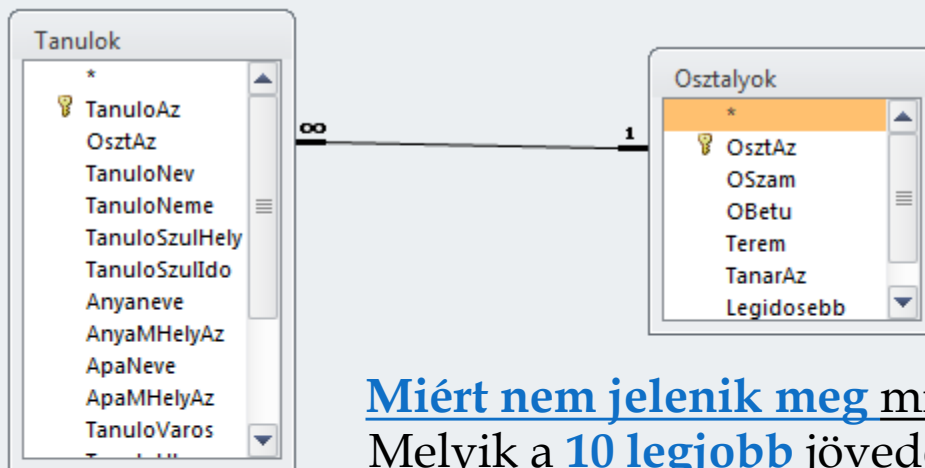 Tanulok
*
TanuloAz
OsztAz
TanuloNev
TanuloNeme
TanuloSzulHely
TanuloSzulIdo
Anyaneve
AnyaMHelyAz
ApaNeve
ApaMHelyAz
TanuloVaros
∞
1
Osztalyok
*
OsztAz
OSzam
OBetu
Terem
TanarAz
Legidosebb
Miért nem jelenik meg
Melyik a 10 legjobb